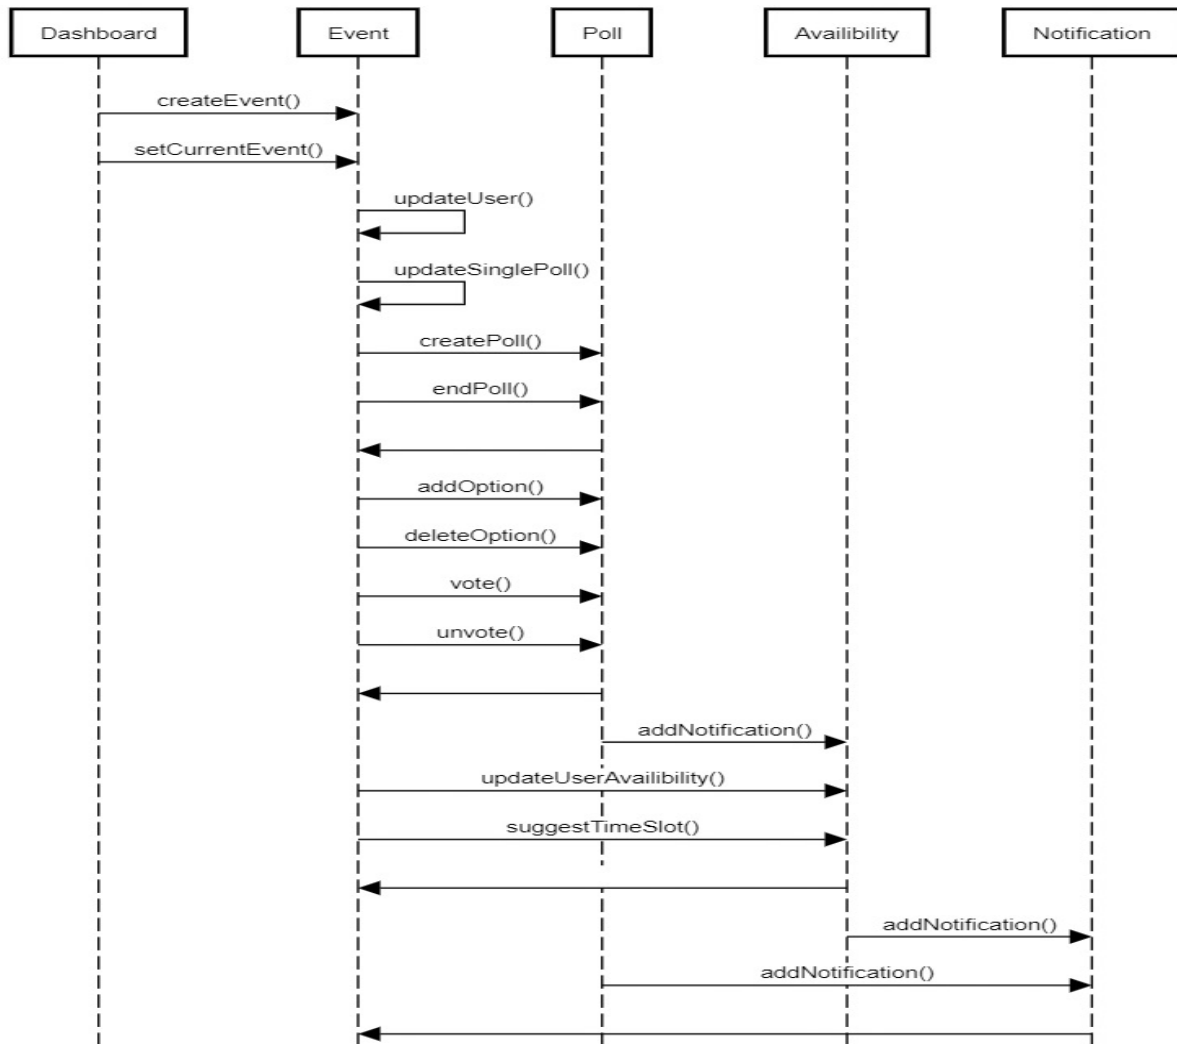 Dashboard
Event
Poll
Availibility
Notification
createEvent()
setCurrentEvent()
updateUser()
updateSinglePoll()
createPoll()
endPoll()
addOption()
deleteOption()
vote()
unvote()
addNotification()
updateUserAvailibility()
suggestTimeSlot()
addNotification()
addNotification()